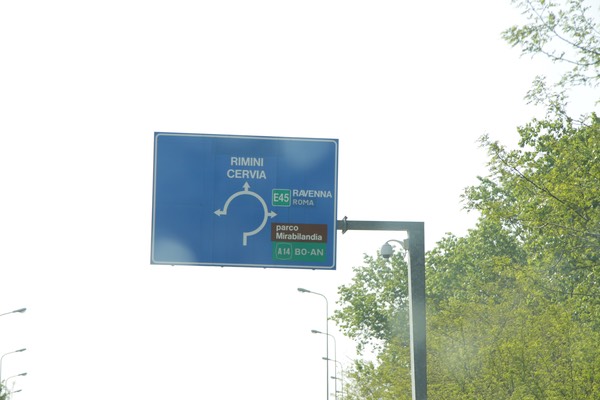 RIMINI
CERVIA
E45 RAVENNA
ROMA
parco
Mirabilandia
A14 BO-AN